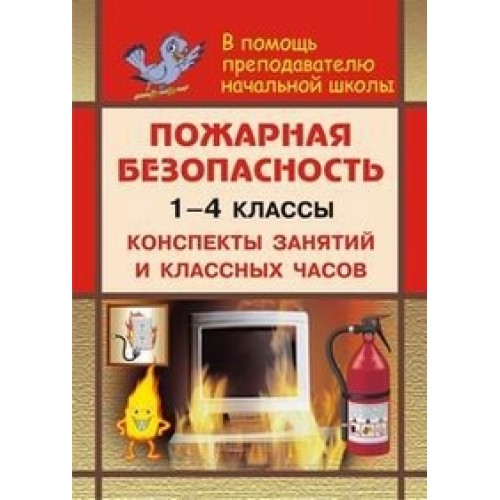 В помощь
преподавателю
начальной школы
ПОЖАРНАЯ
БЕЗОПАСНОСТЬ
1–4 КЛАССЫ
КОНСПЕКТЫ ЗАНЯТИЙ
И КЛАССНЫХ ЧАСОВ